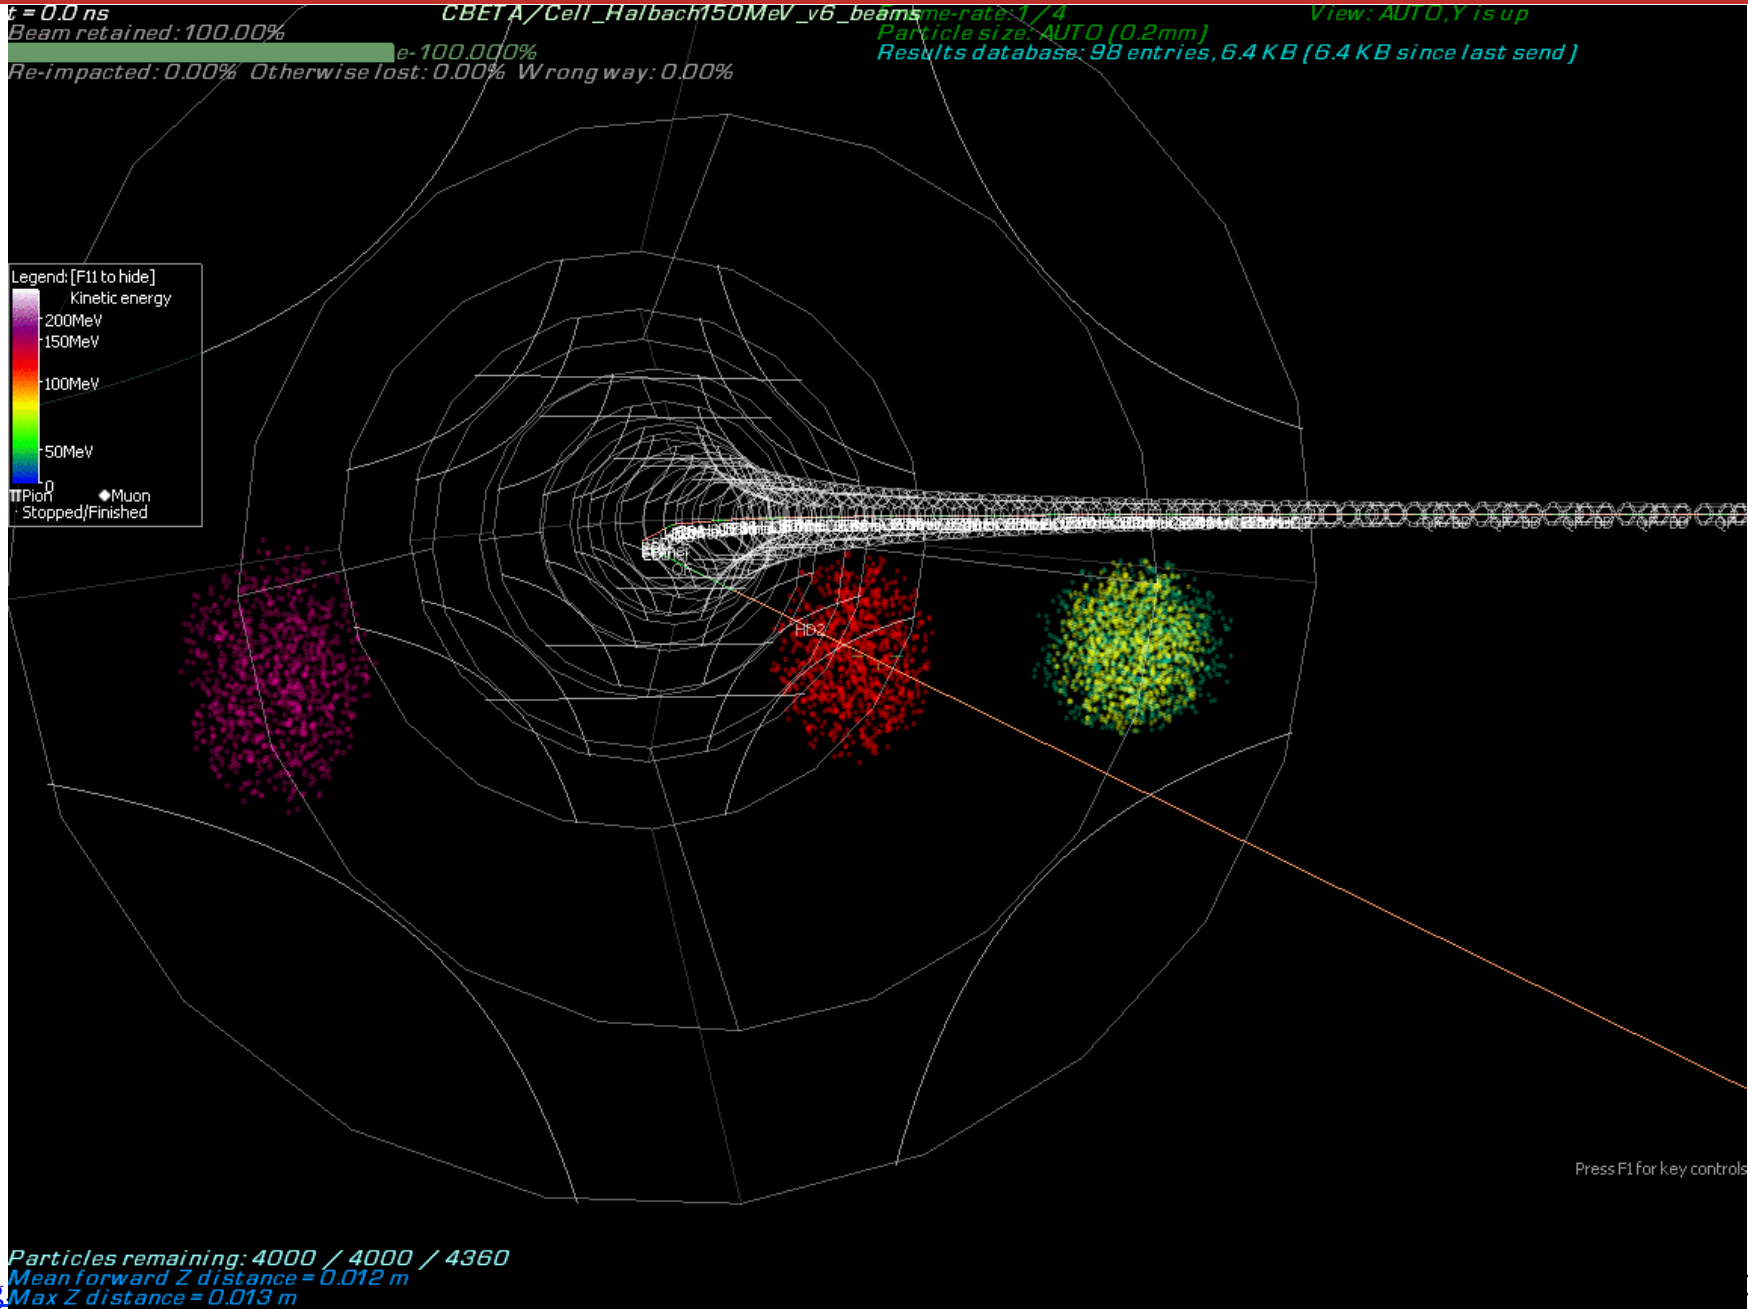 t = 0.0 ns
CBETA/Cell_Halbach150MeV_v6_beams
Frame-rate: 1 / 4
View: AUTO, Y is up
Beam retained: 100.00%
Particle size: AUTO (0.2mm)
e- 100.000%
Results database: 98 entries, 6.4 KB (6.4 KB since last send)
Re-impacted: 0.00% Otherwise lost: 0.00% Wrong way: 0.00%
Legend: [F11 to hide]
Kinetic energy
200MeV
150MeV
100MeV
50MeV
0
Pion
Muon
Stopped/Finished
HD2
Press F1 for key controls
Particles remaining: 4000 / 4000 / 4360
Mean forward Z distance = 0.012 m
Max Z distance = 0.013 m